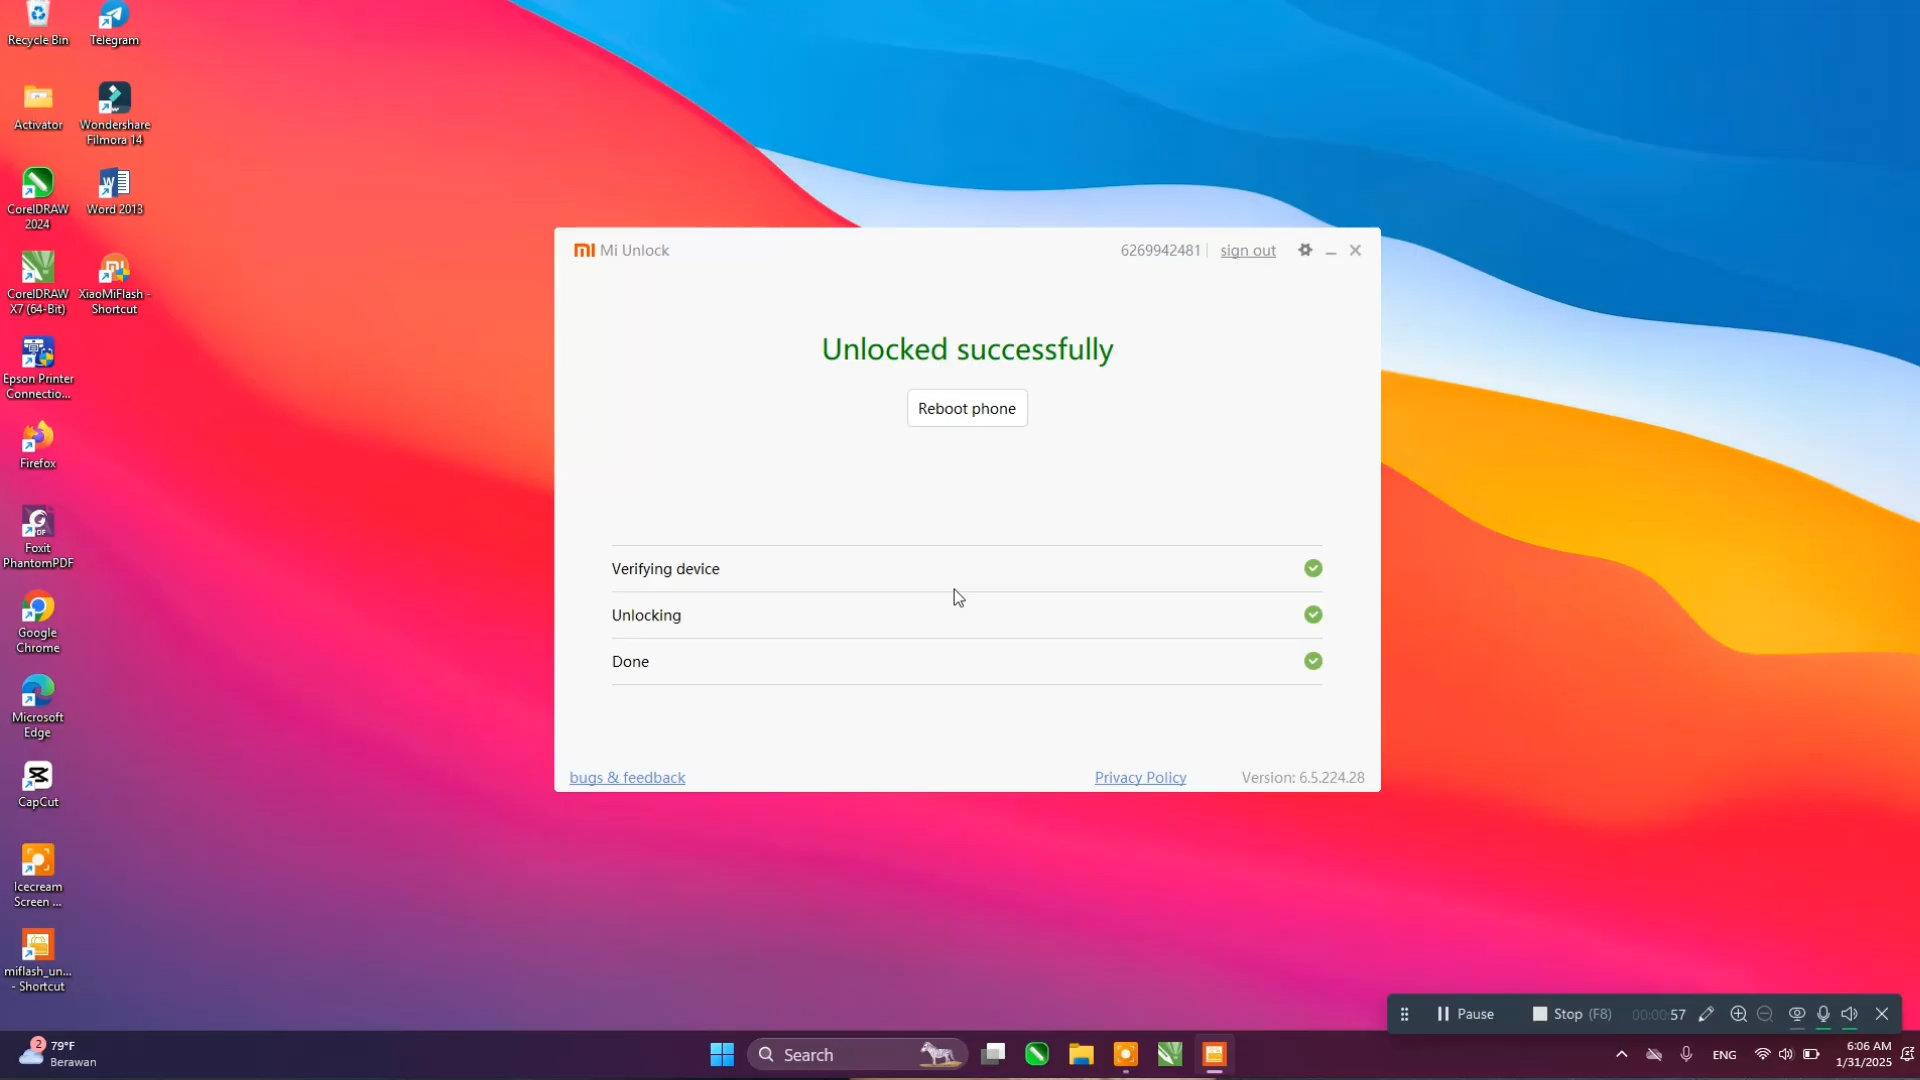 Recycle Bin
Telegram
Activator
Wondershare
Filmora 14
CorelDRAW
2024
Word 2013
CorelDRAW
X7 (64-Bit)
XiaoMiFlash -
Shortcut
Epson Printer
Connectio...
Firefox
Foxit
PhantomPDF
Google
Chrome
Microsoft
Edge
CapCut
Icecream
Screen ...
miflash_un...
- Shortcut
Mi Unlock
6269942481
sign out
Unlocked successfully
Reboot phone
Verifying device
Unlocking
Done
bugs & feedback
Privacy Policy
Version: 6.5.224.28
Pause
Stop (F8)
00:00:57
2
79°F
Berawan
Search
ENG
6:06 AM
1/31/2025